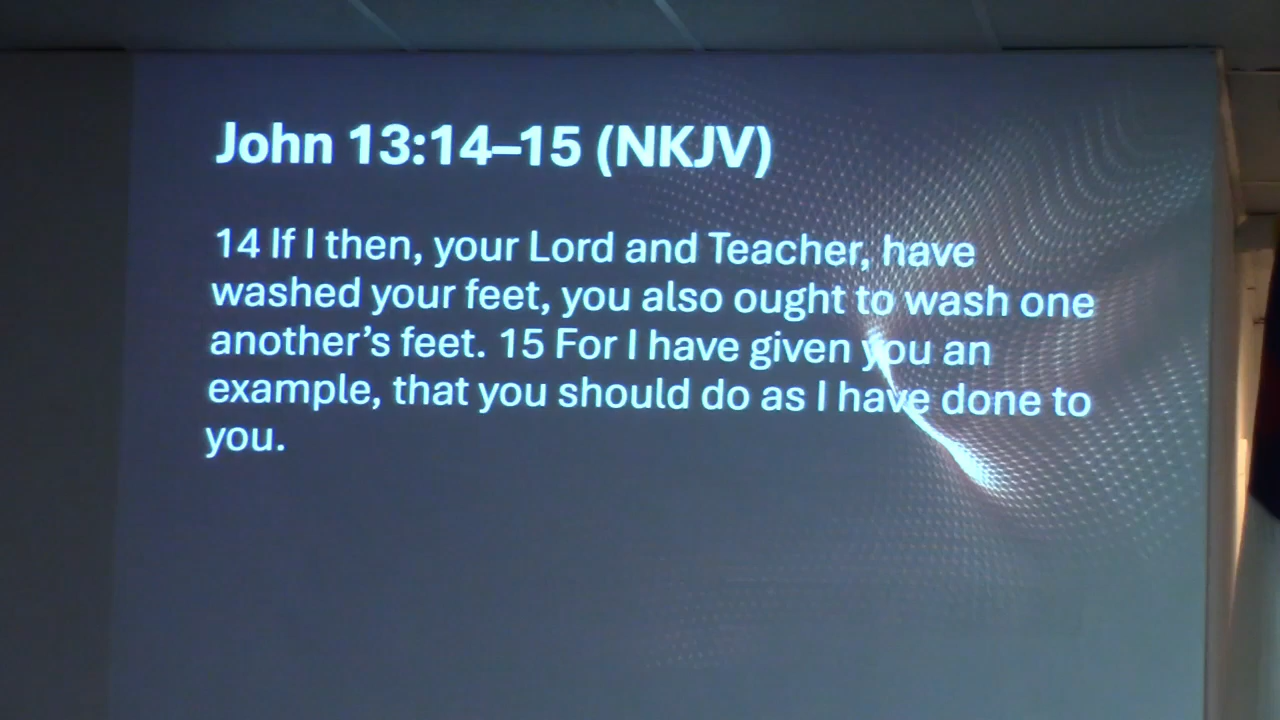 John 13:14–15 (NKJV)
14 If I then, your Lord and Teacher, have
washed your feet, you also ought to wash one
another’s feet. 15 For I have given you an
example, that you should do as I have done to
you.